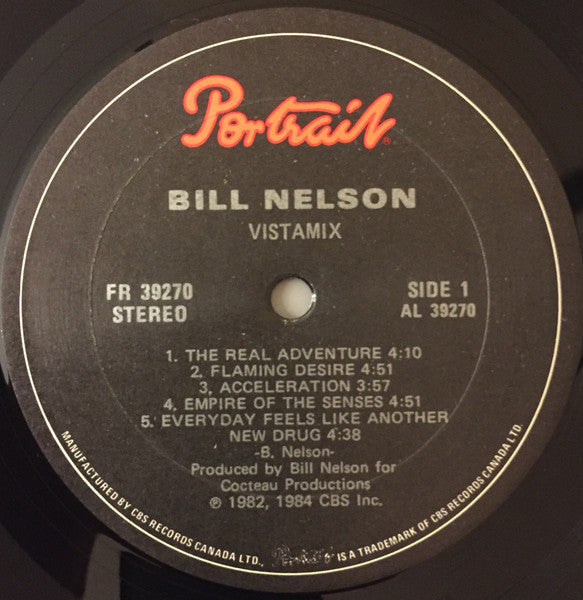 Portrait®
BILL NELSON
VISTAMIX
FR 39270
STEREO
SIDE 1
AL 39270
1. THE REAL ADVENTURE 4:10
2. FLAMING DESIRE 4:51
3. ACCELERATION 3:57
4. EMPIRE OF THE SENSES 4:51
5. EVERYDAY FEELS LIKE ANOTHER
NEW DRUG 4:38
-B. Nelson-
Produced by Bill Nelson for
Cocteau Productions
℗ 1982, 1984 CBS Inc.
MANUFACTURED BY CBS RECORDS CANADA LTD., "Portrait" IS A TRADEMARK OF CBS RECORDS CANADA LTD.